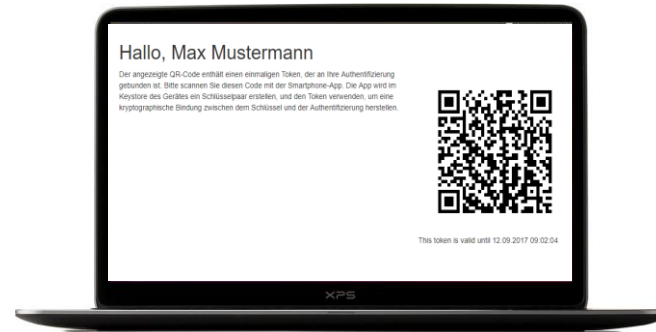 Hallo, Max Mustermann
Der angezeigte QR-Code enthält einen einmaligen Token, der an Ihre Authentifizierung
gebunden ist. Bitte scannen Sie diesen Code mit der Smartphone-App. Die App wird im
Keystore des Gerätes ein Schlüsselpaar erstellen, und den Token verwenden, um eine
kryptographische Bindung zwischen dem Schlüssel und der Authentifizierung herstellen.
This token is valid until 12.09.2017 09:02:04
XPS